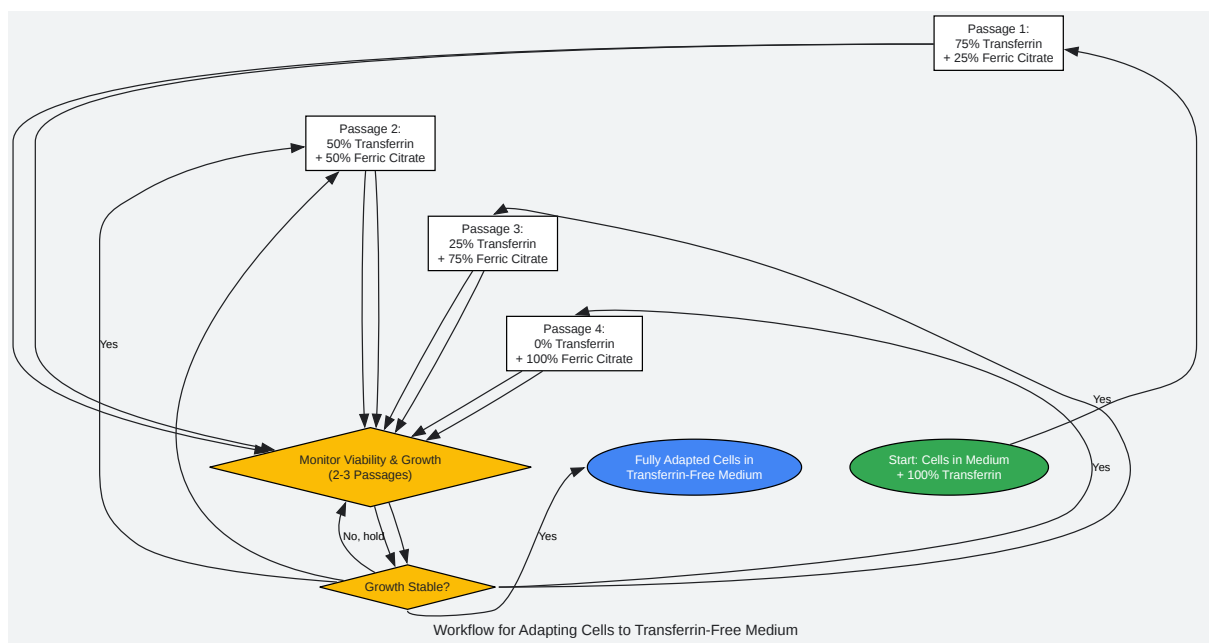 Passage 1:
75% Transferrin
+ 25% Ferric Citrate
Passage 2:
50% Transferrin
+ 50% Ferric Citrate
Passage 3:
25% Transferrin
+ 75% Ferric Citrate
Passage 4:
0% Transferrin
+ 100% Ferric Citrate
Yes
Yes
Monitor Viability & Growth
(2-3 Passages)
Fully Adapted Cells in
Transferrin-Free Medium
Start: Cells in Medium
+ 100% Transferrin
Yes
No, hold
Yes
Growth Stable?
Workflow for Adapting Cells to Transferrin-Free Medium